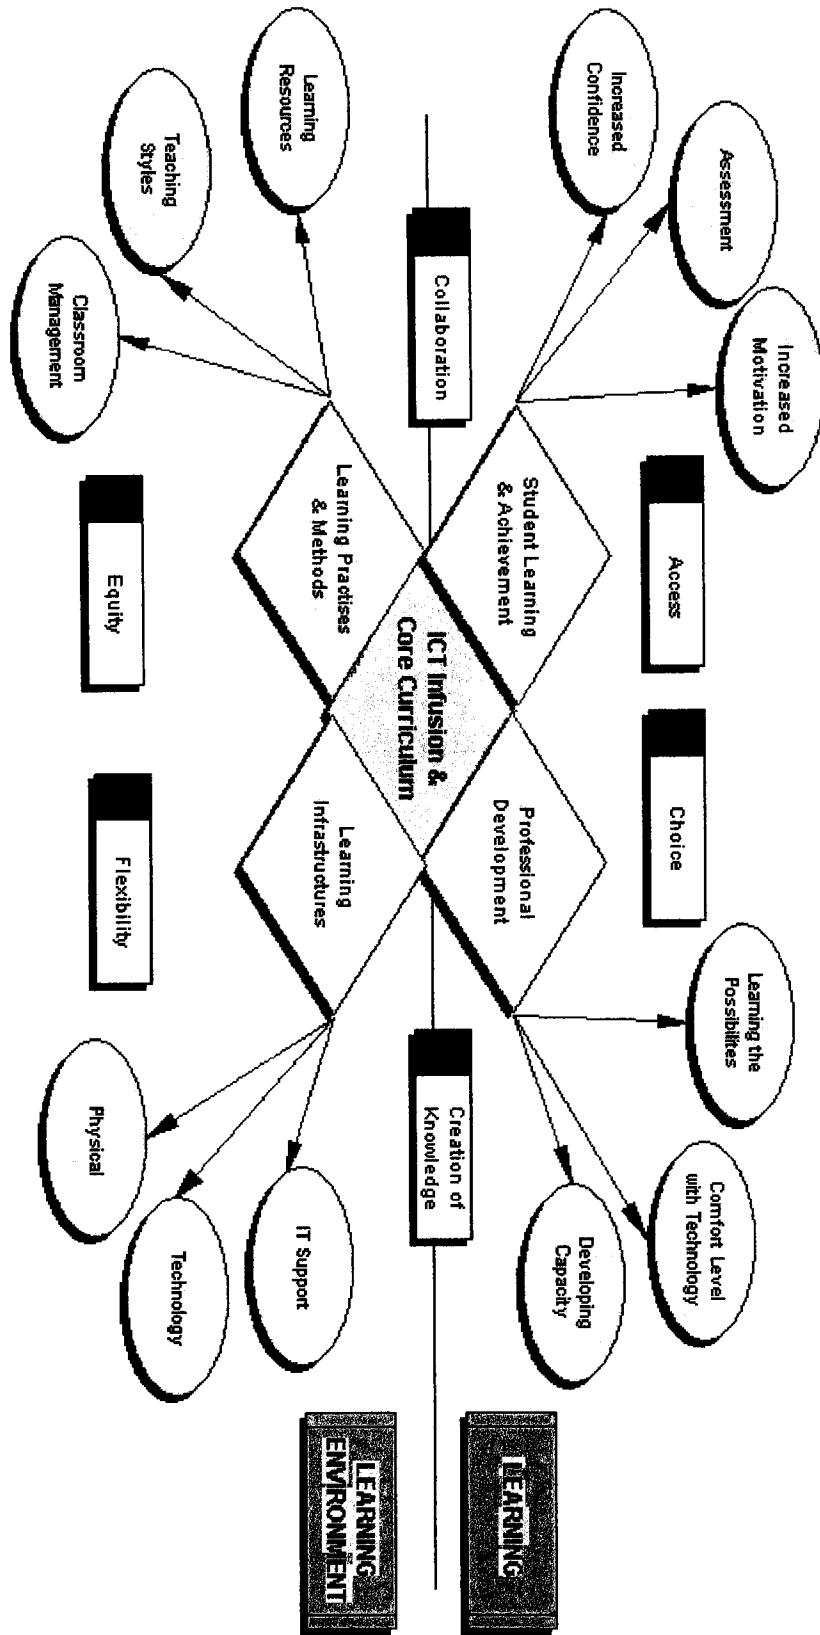 Increased
Confidence
Assessment
Increased
Motivation
Access
Choice
Learning the
Possibilites
Comfort Level
with Technology
Developing
Capacity
Student Learning
& Achievement
Professional
Development
Collaboration
ICT Infusion &
Core Curriculum
Creation of
Knowledge
LEARNING
Learning Practises
& Methods
Learning
Infrastructures
LEARNING
ENVIRONMENT
Learning
Resources
Teaching
Styles
Classroom
Management
Equity
Flexibility
Physical
Technology
IT Support